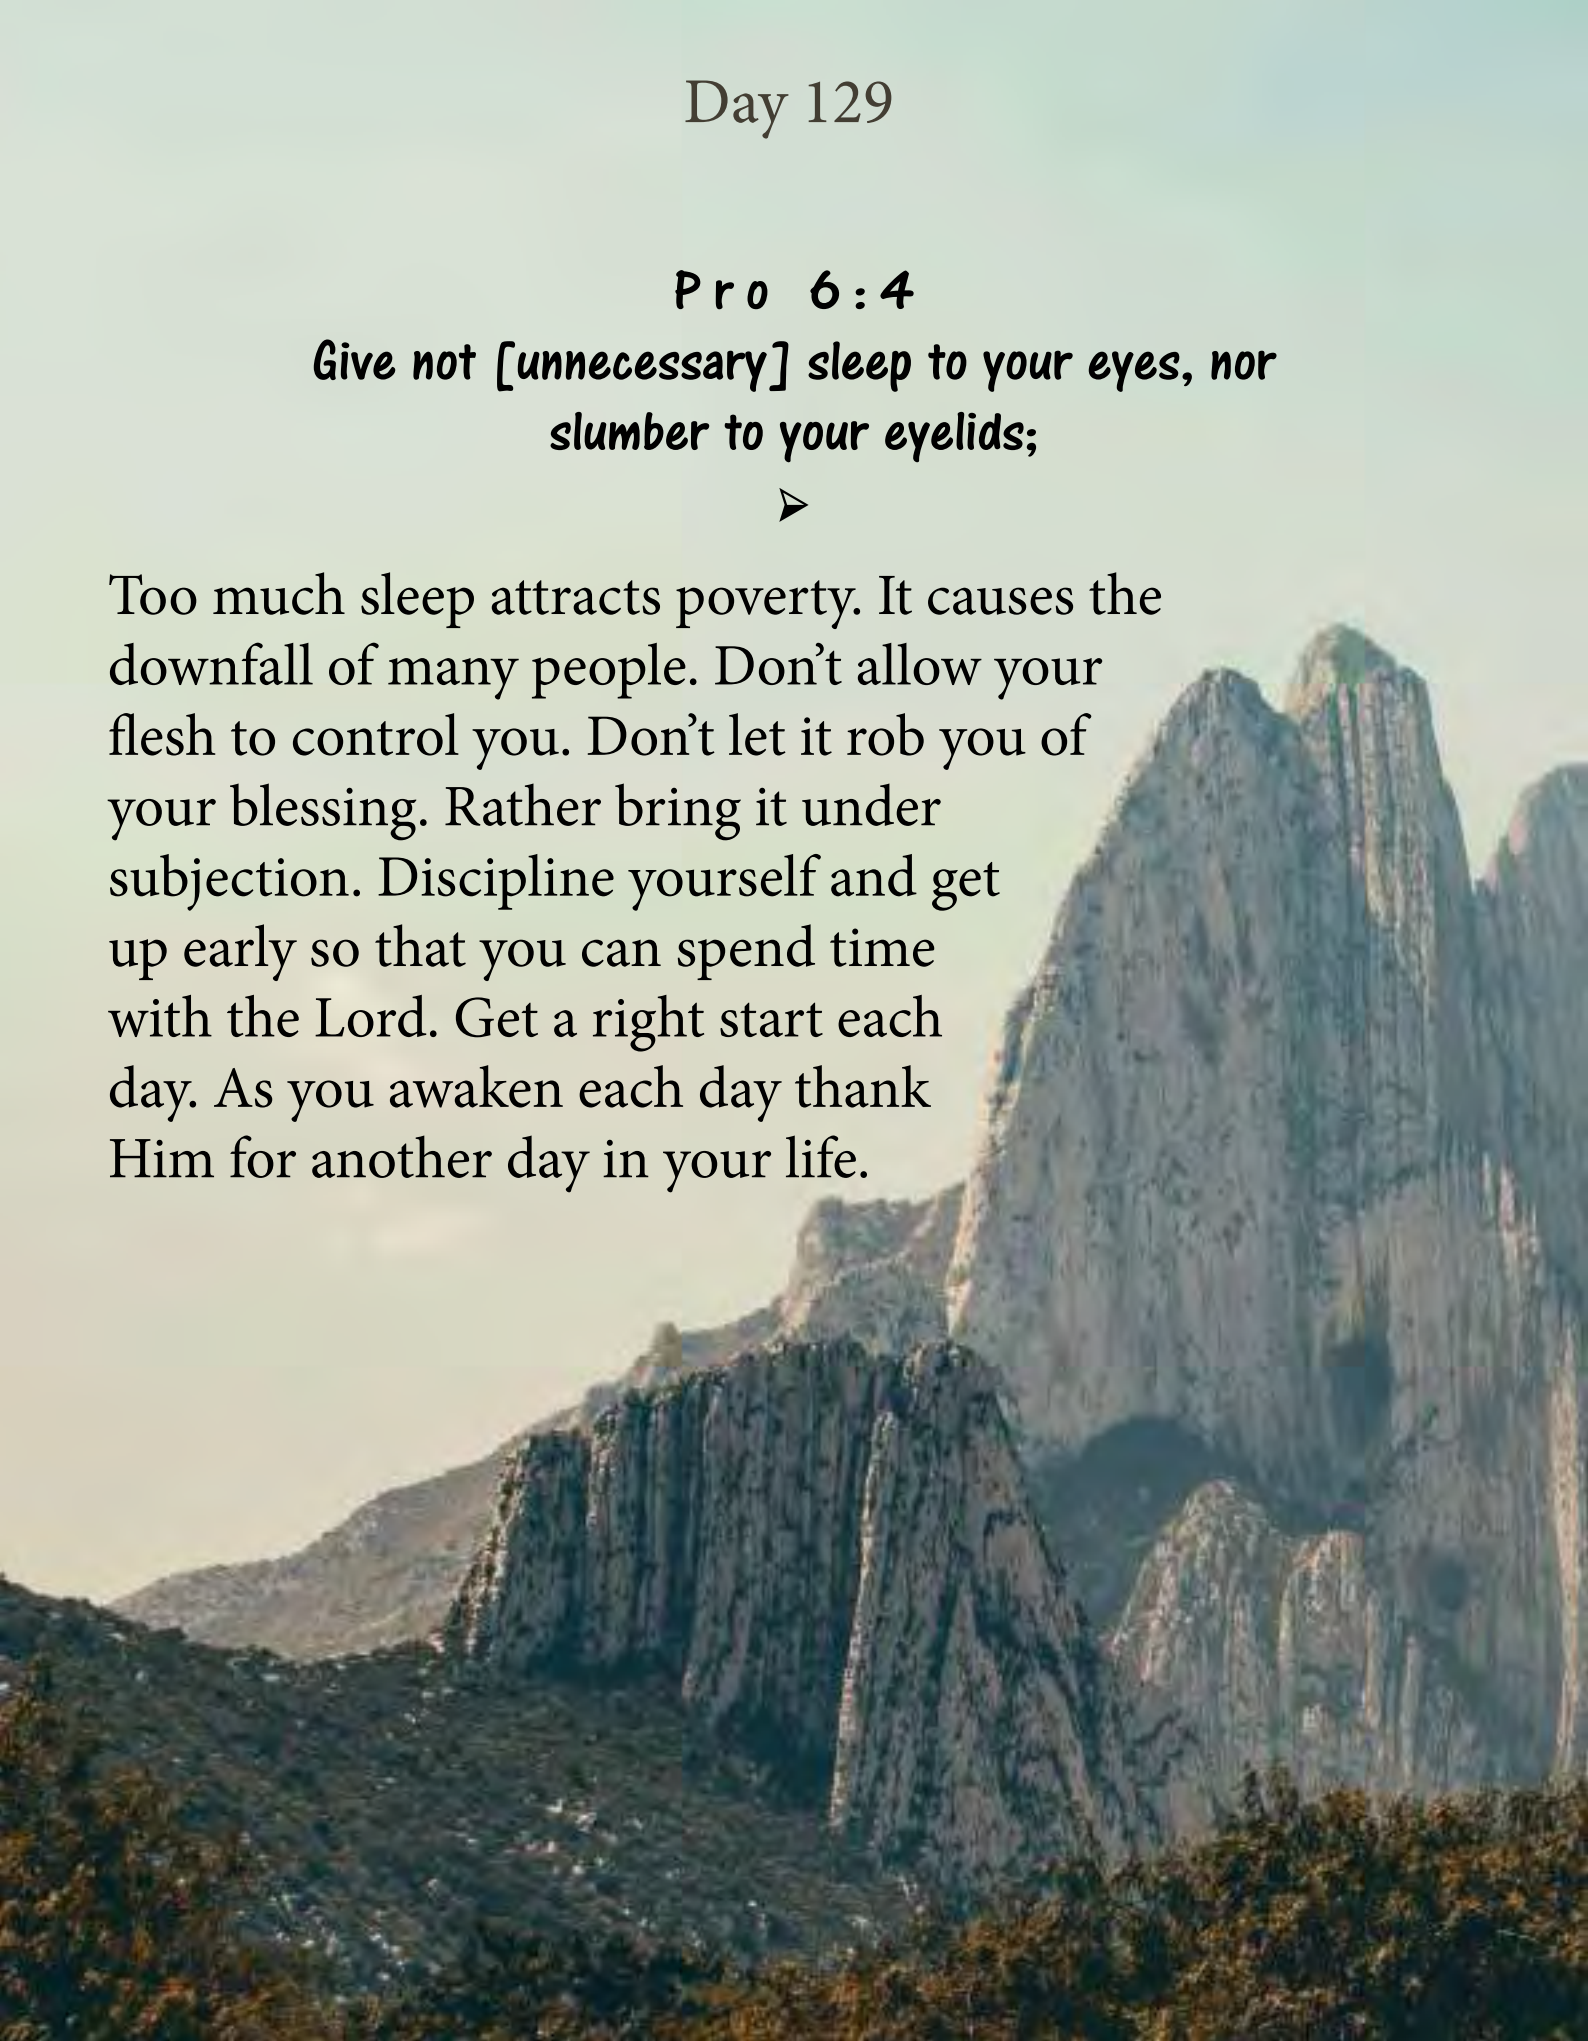 Day 129
Pro 6:4
Give not [unnecessary] sleep to your eyes, nor
slumber to your eyelids;
➢
Too much sleep attracts poverty. It causes the
downfall of many people. Don’t allow your
flesh to control you. Don’t let it rob you of
your blessing. Rather bring it under
subjection. Discipline yourself and get
up early so that you can spend time
with the Lord. Get a right start each
day. As you awaken each day thank
Him for another day in your life.